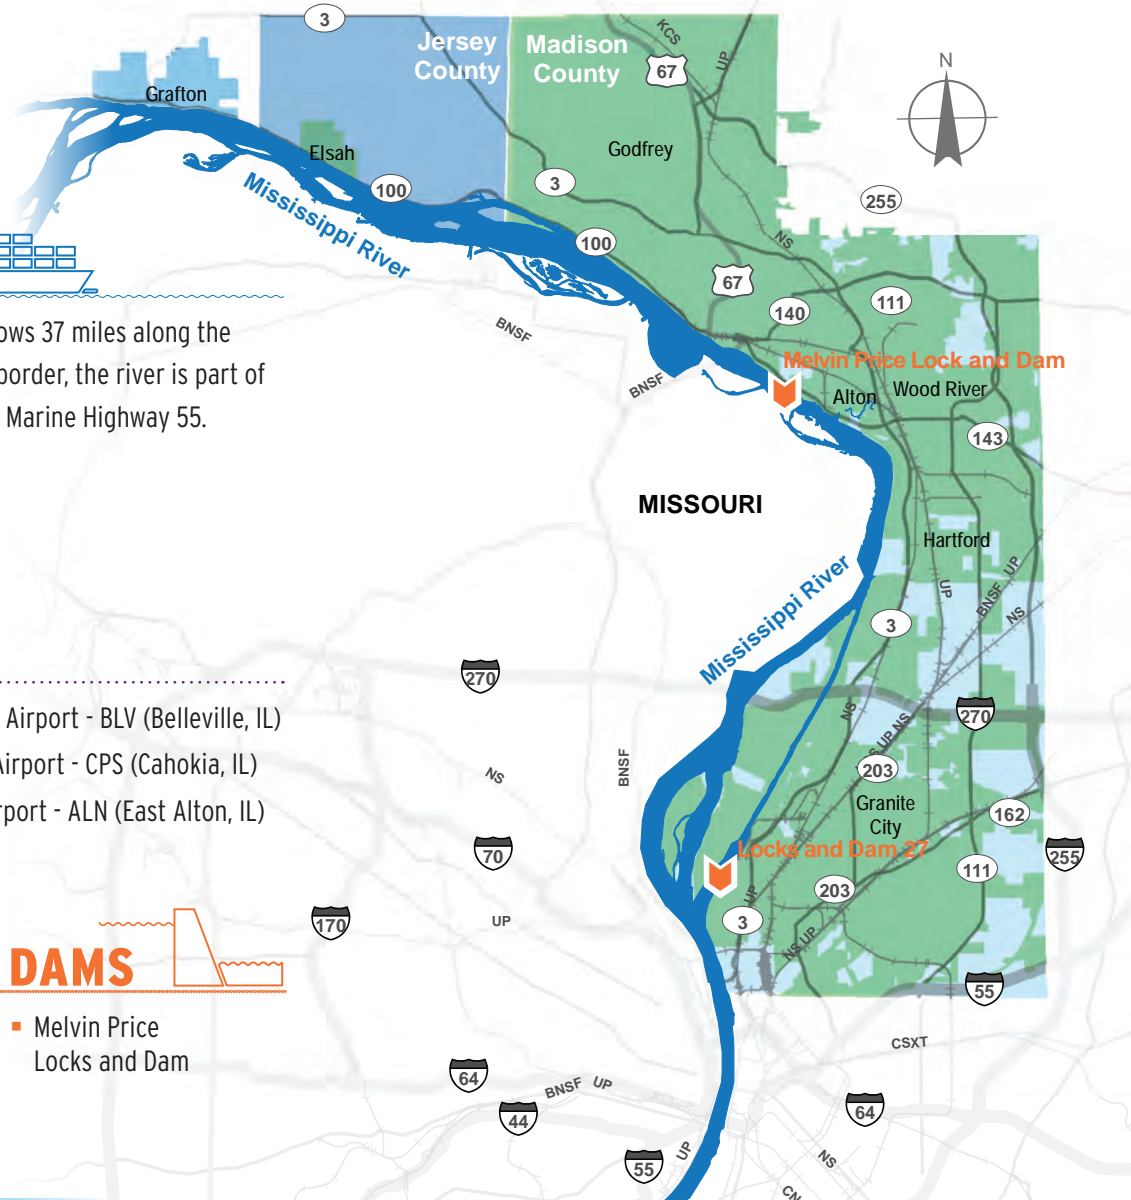 3
Jersey
County
Madison
County
KCS
67
UP
N
Grafton
Elsah
Godfrey
100
3
255
Mississippi River
100
NS
67
140
111
ows 37 miles along the
border, the river is part of
Marine Highway 55.
BNSF
BNSF
Melvin Price Lock and Dam
Alton
Wood River
143
MISSOURI
Hartford
Mississippi River
UP
BNSF UP
NS
3
270
270
Airport - BLV (Belleville, IL)
Airport - CPS (Cahokia, IL)
rport - ALN (East Alton, IL)
NS
S UP NS
BNSF
NS
203
Granite
City
162
70
Locks and Dam 27
255
111
203
UP
3
170
UP
NS UP
DAMS
55
Melvin Price
Locks and Dam
CSXT
64
BNSF UP
44
64
UP
55
NS
CN